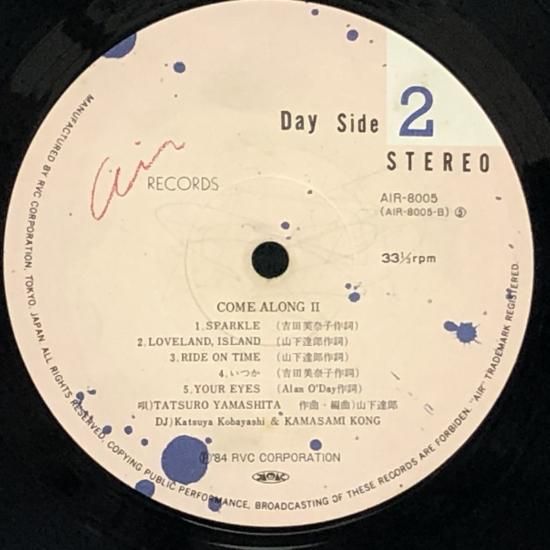 Day Side 2
STEREO
air RECORDS
AIR-8005
(AIR-8005-B) Ⓢ
33⅓rpm
COME ALONG II
1. SPARKLE (吉田美奈子作詞)
2. LOVELAND, ISLAND (山下達郎作詞)
3. RIDE ON TIME (山下達郎作詞)
4. いつか (吉田美奈子作詞)
5. YOUR EYES (Alan O'Day作詞)
唄)TATSURO YAMASHITA 作曲・編曲)山下達郎
DJ) Katsuya Kobayashi & KAMASAMI KONG
Ⓟ'84 RVC CORPORATION
MANUFACTURED BY RVC CORPORATION, TOKYO, JAPAN. ALL RIGHTS RESERVED, COPYING PUBLIC PERFORMANCE, BROADCASTING OF THESE RECORDS ARE FORBIDDEN. "AIR" TRADEMARK REGISTERED.